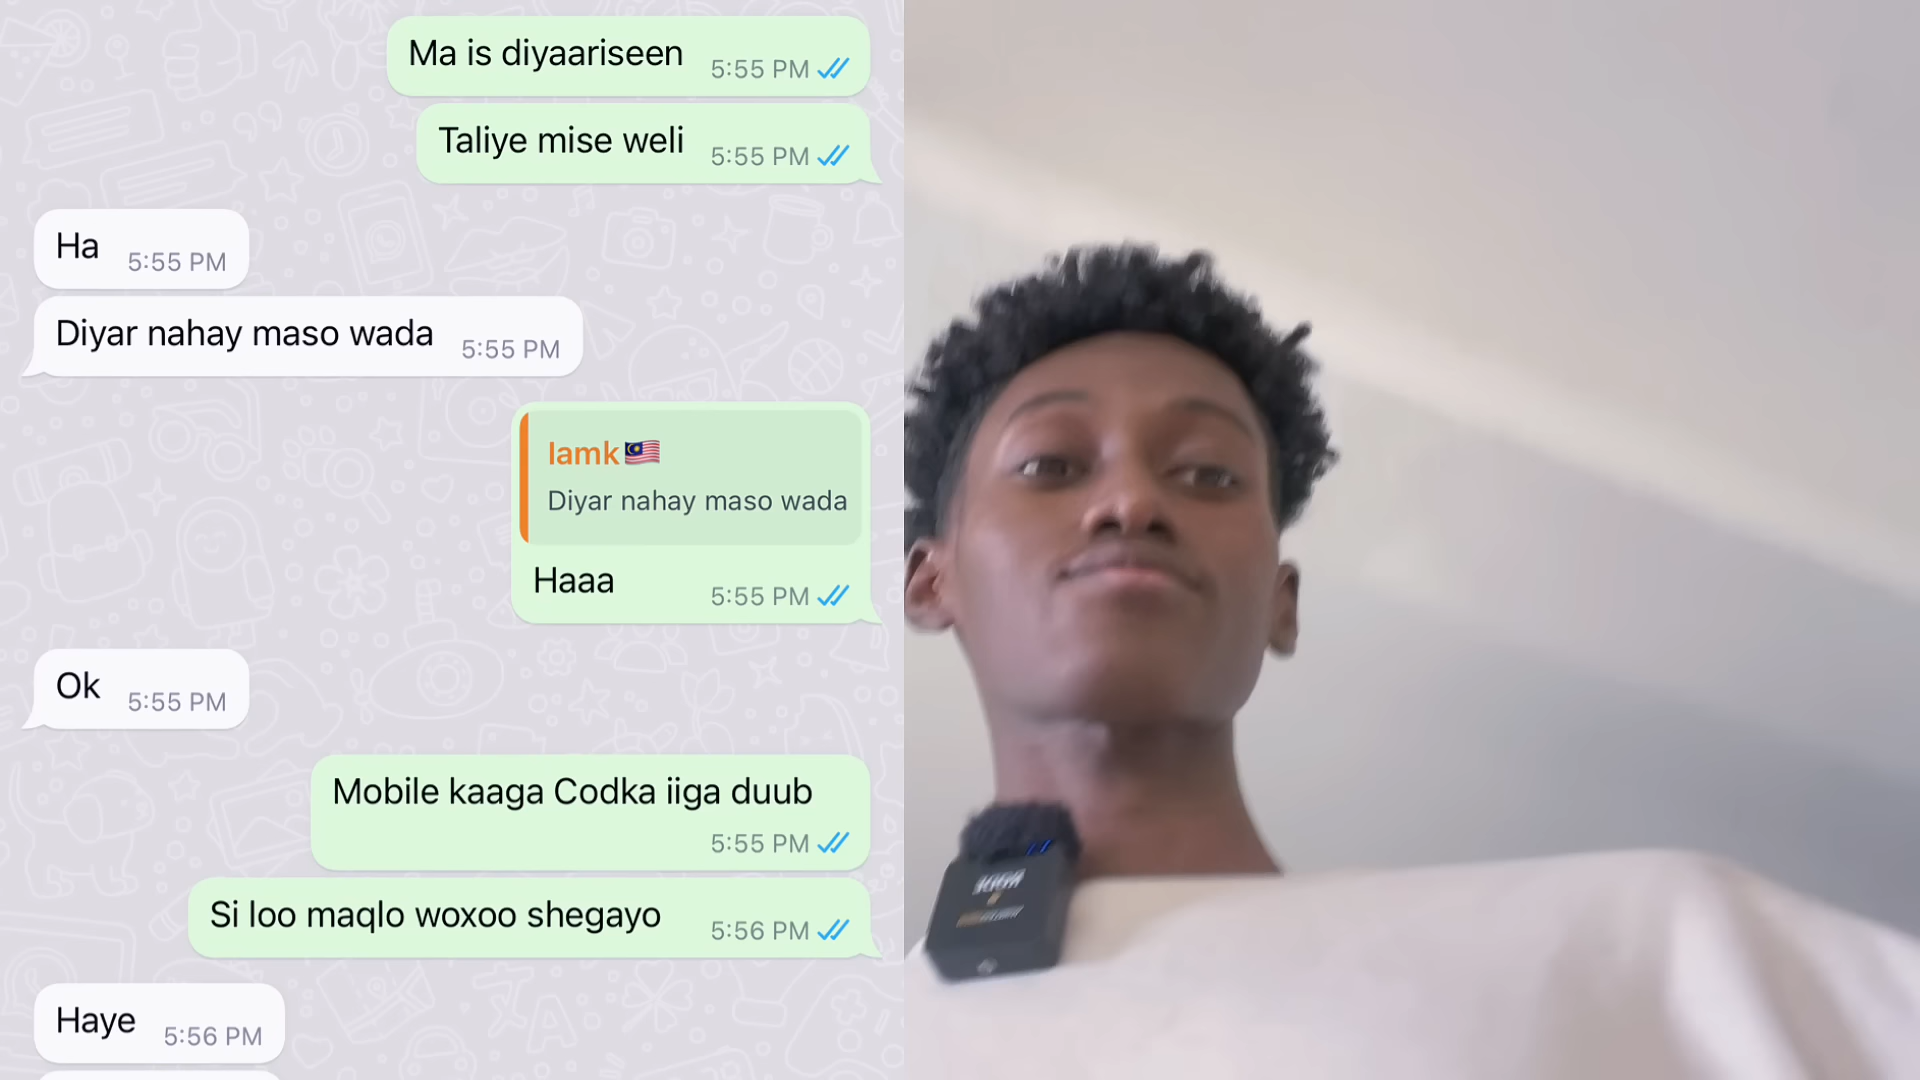 Ma is diyaariseen
5:55 PM
Taliye mise weli
5:55 PM
Ha
5:55 PM
Diyar nahay maso wada
5:55 PM
Iamk🇲🇾
Diyar nahay maso wada
Haaa
5:55 PM
Ok
5:55 PM
Mobile kaaga Codka iiga duub
5:55 PM
Si loo maqlo woxoo shegayo
5:56 PM
Haye
5:56 PM